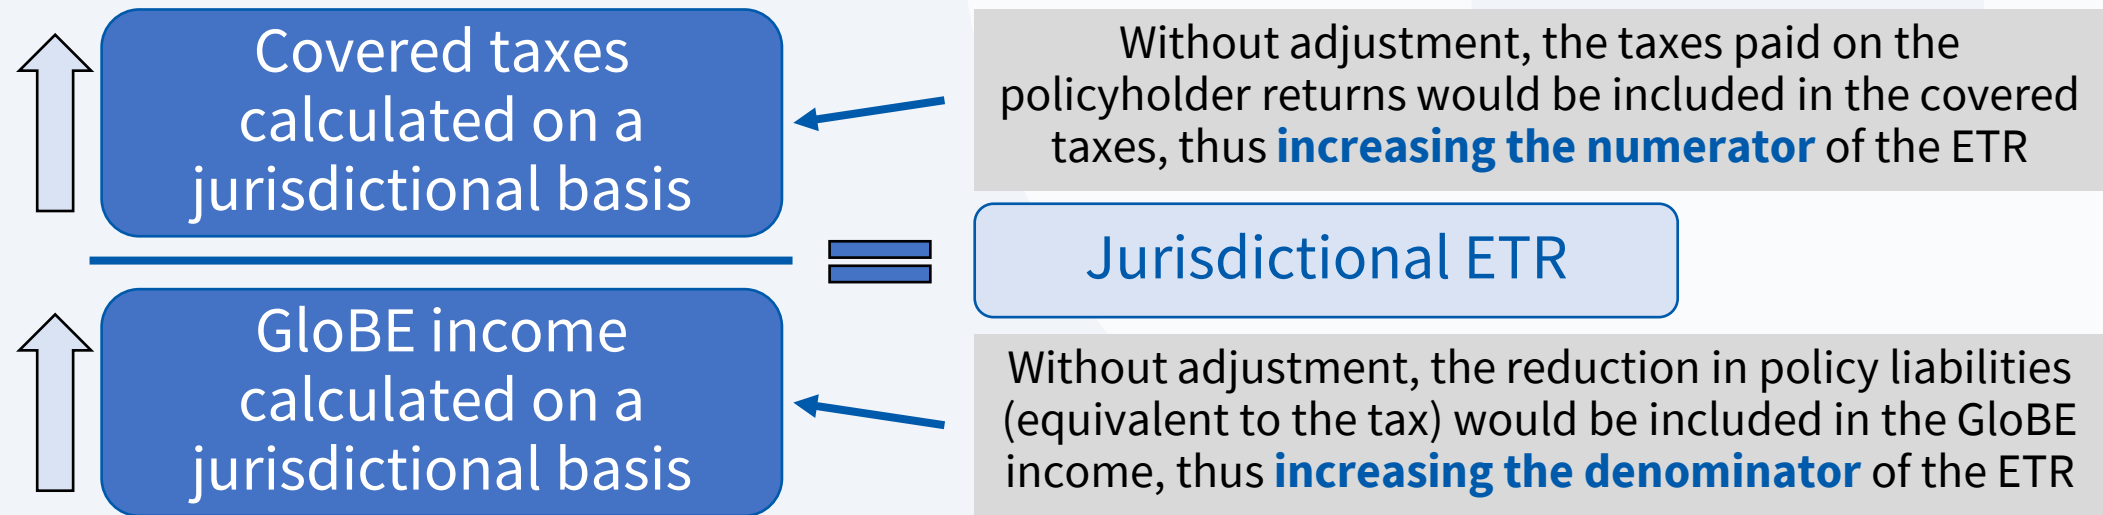 Covered taxes
calculated on a
jurisdictional basis
Without adjustment, the taxes paid on the
policyholder returns would be included in the covered
taxes, thus increasing the numerator of the ETR
Jurisdictional ETR
GloBE income
calculated on a
jurisdictional basis
Without adjustment, the reduction in policy liabilities
(equivalent to the tax) would be included in the GloBE
income, thus increasing the denominator of the ETR